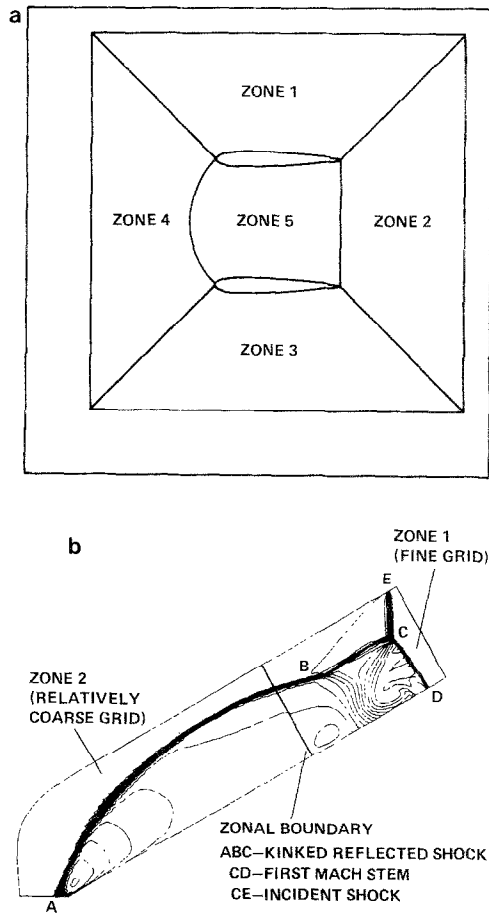 a
ZONE 1
ZONE 4
ZONE 5
ZONE 2
ZONE 3
b
ZONE 1
(FINE GRID)
E
C
B
D
ZONE 2
(RELATIVELY
COARSE GRID)
A
ZONAL BOUNDARY
ABC–KINKED REFLECTED SHOCK
CD–FIRST MACH STEM
CE–INCIDENT SHOCK